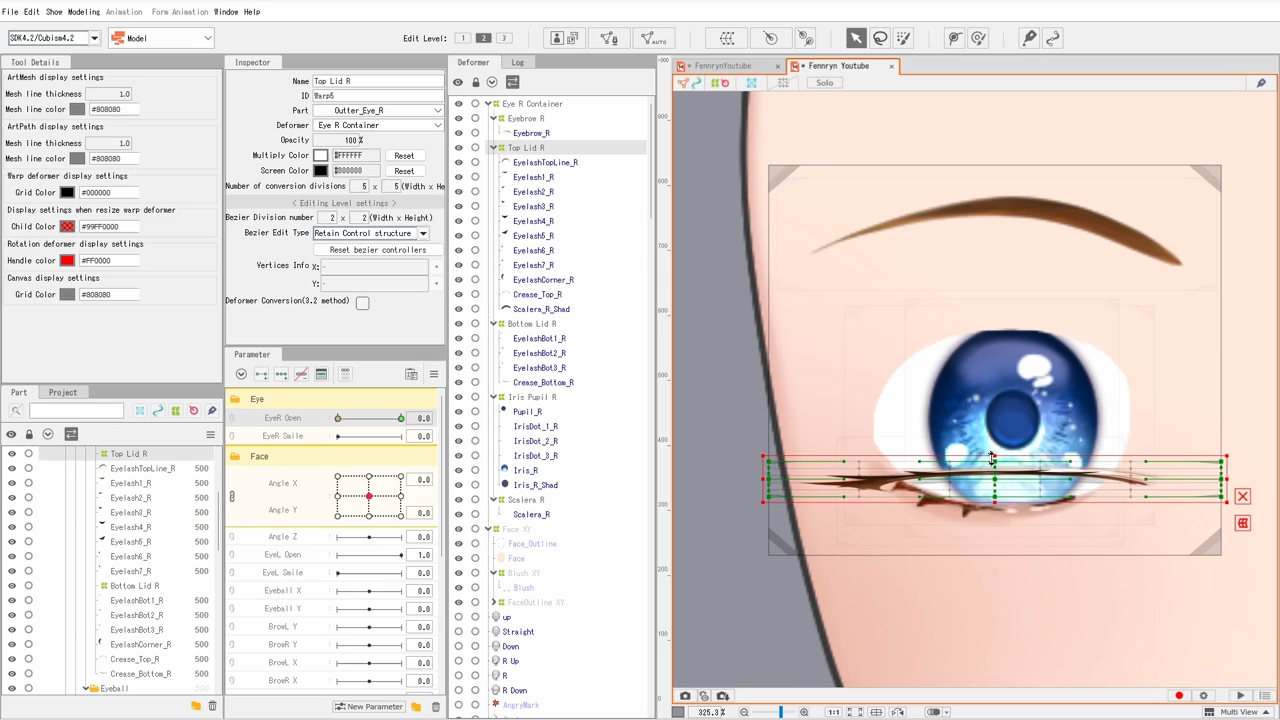 File Edit Show Modeling Animation Form Animation Window Help
SDK4.2/Cubism4.2 Model Edit Level: 1 2 3 AUTO
Tool Details
Mesh line thickness
Mesh line color #808080
ArtPath display settings
Mesh line thickness 1.0
Mesh line color #808080
Warp deformer display settings
Grid Color #000000
Display settings when resize warp deformer
Child Color #99FF0000
Rotation deformer display settings
Handle color #FF0000
Canvas display settings
Grid Color #808080
Part Project
Top Lid R
EyelashTopLine_R 500
Eyelash1_R 500
Eyelash2_R 500
Eyelash3_R 500
Eyelash4_R 500
Eyelash5_R 500
Eyelash6_R 500
Eyelash7_R 500
Bottom Lid R
EyelashBot1_R 500
EyelashBot2_R 500
EyelashBot3_R 500
EyelashCorner_R 500
Crease_Top_R 500
Crease_Bottom_R 500
Eyeball
Inspector
Name Top Lid R
ID
Part Outter_Eye_R
Deformer Eye R Container
Opacity 100%
Multiply Color #FFFFFF Reset
Screen Color #000000 Reset
Number of conversion divisions 5 x (Width x He
< Editing Level settings >
Bezier Division number 2 x 2 (Width x Height)
Bezier Edit Type Retain Control structure
Reset bezier controllers
Vertices Info X: -
Y: -
Deformer Conversion(3.2 method)
Parameter
Eye
EyeR Open 0.0
EyeR Smile 0.0
Face
Angle X 0.0
Angle Y 0.0
Angle Z 0.0
EyeL Open 1.0
EyeL Smile 0.0
Eyeball X 0.0
Eyeball Y 0.0
BrowL Y 0.0
BrowR Y 0.0
BrowL X 0.0
BrowR X 0.0
New Parameter
Deformer Log
Eye R Container
Eyebrow R
Eyebrow_R
Top Lid R
EyelashTopLine_R
Eyelash1_R
Eyelash2_R
Eyelash3_R
Eyelash4_R
Eyelash5_R
Eyelash6_R
Eyelash7_R
EyelashCorner_R
Crease_Top_R
Scalera_R_Shad
Bottom Lid R
EyelashBot1_R
EyelashBot2_R
EyelashBot3_R
Crease_Bottom_R
Iris Pupil R
Pupil_R
IrisDot_1_R
IrisDot_2_R
IrisDot_3_R
Iris_R
Iris_R_Shad
Scalera R
Scalera_R
Face XY
Face_Outline
Face
Blush XY
Blush
FaceOutline XY
up
Straight
Down
R Up
R
R Down
AngryMark
* FennrynYoutube × * Fennryn Youtube ×
Solo
900
800
700
600
500
400
300
200
100
0
325.3 % 1:1 Multi View